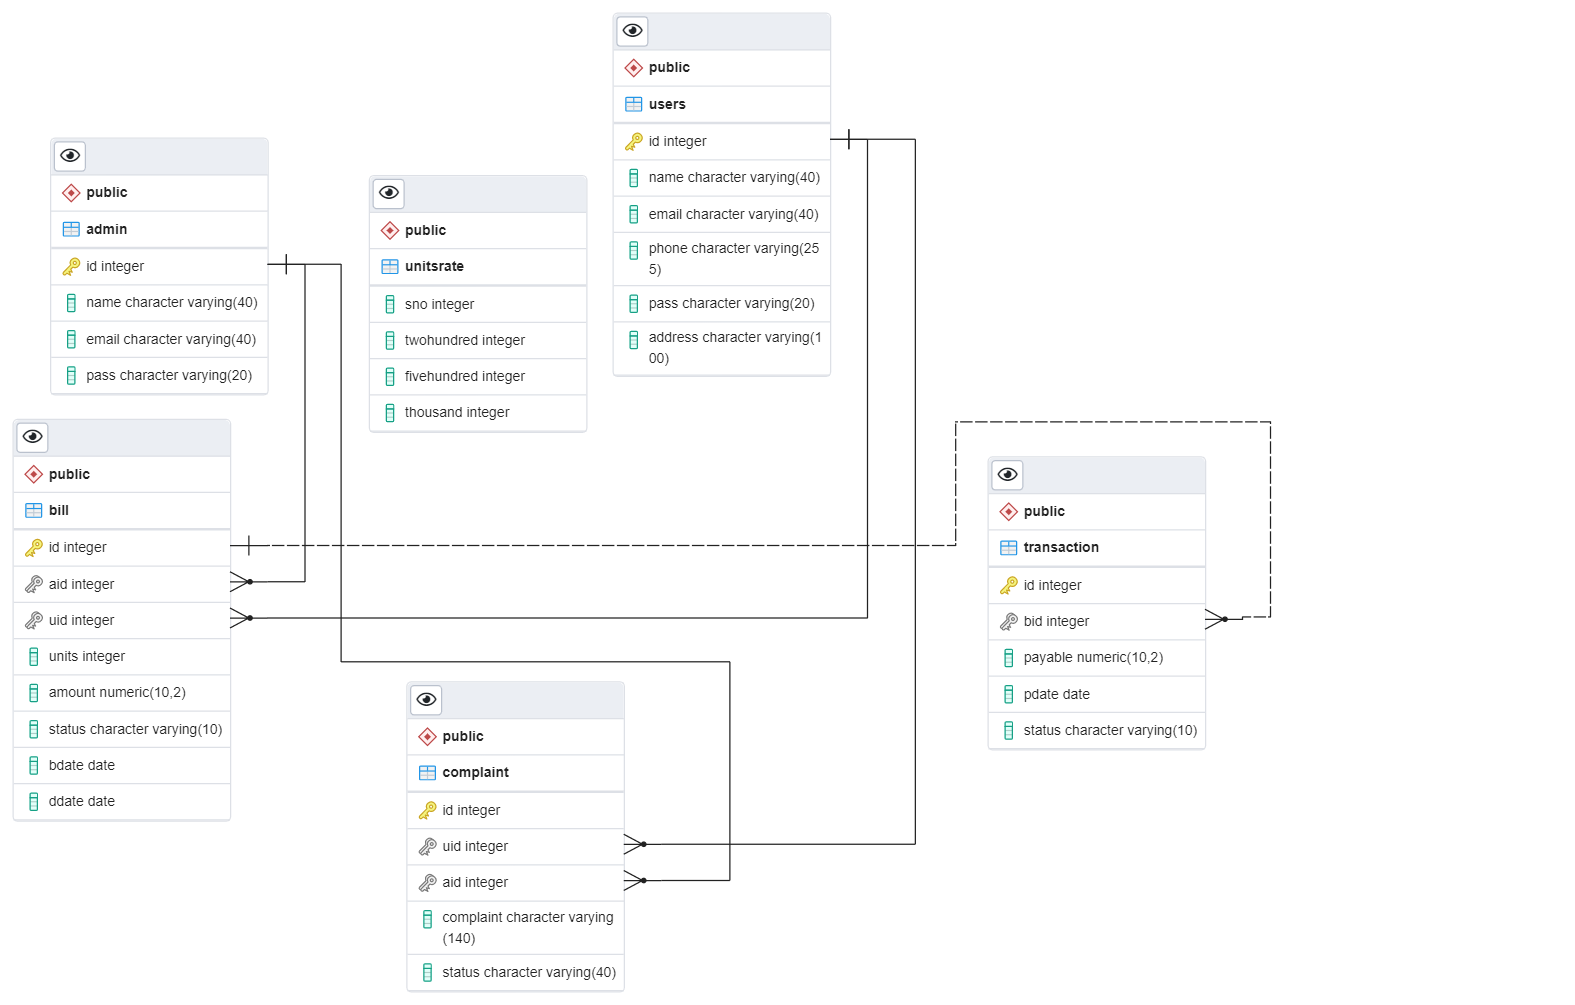 public
users
id integer
name character varying(40)
email character varying(40)
phone character varying(25
5)
pass character varying(20)
address character varying(1
00)
public
admin
id integer
name character varying(40)
email character varying(40)
pass character varying(20)
public
unitsrate
sno integer
twohundred integer
fivehundred integer
thousand integer
public
bill
id integer
aid integer
uid integer
units integer
amount numeric(10,2)
status character varying(10)
bdate date
ddate date
public
transaction
id integer
bid integer
payable numeric(10,2)
pdate date
status character varying(10)
public
complaint
id integer
uid integer
aid integer
complaint character varying
(140)
status character varying(40)